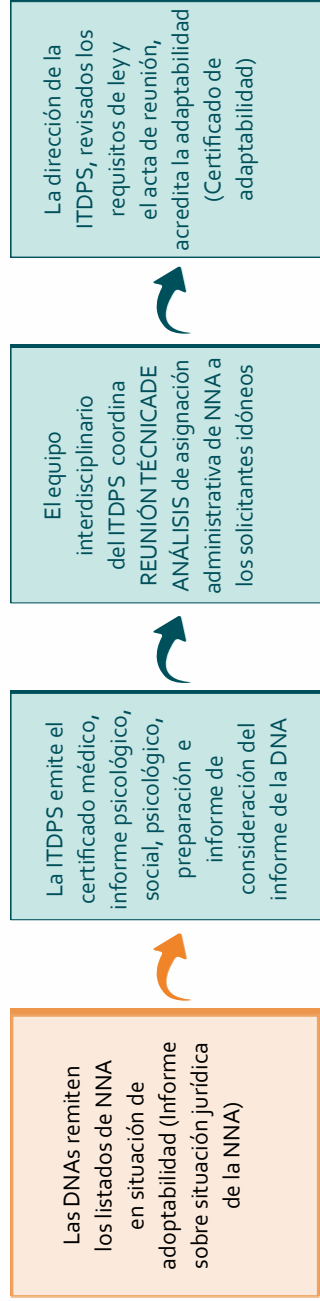 Las DNAs remiten
los listados de NNA
en situación de
adoptabilidad (Informe
sobre situación jurídica
de la NNA)
La ITDPS emite el
certificado médico,
informe psicológico,
social, psicológico,
preparación e
informe de
consideración del
informe de la DNA
El equipo
interdisciplinario
del ITDPS coordina
REUNIÓN TÉCNICADE
ANÁLISIS de asignación
administrativa de NNA a
los solicitantes idóneos
La dirección de la
ITDPS, revisados los
requisitos de ley y
el acta de reunión,
acredita la adaptabilidad
(Certificado de
adaptabilidad)